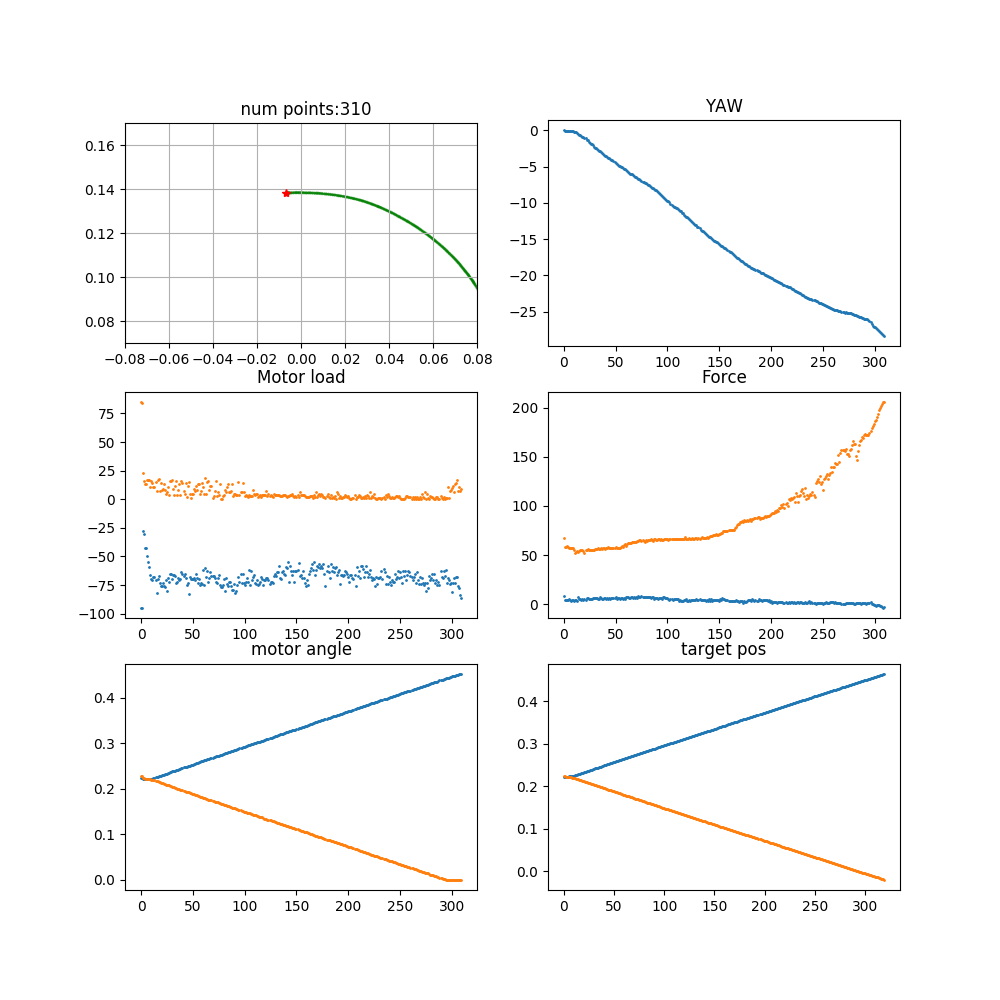 num points:310
YAW
0.16
0.14
0.12
0.10
0.08
−0.08 −0.06 −0.04 −0.02 0.00 0.02 0.04 0.06 0.08
0
−5
−10
−15
−20
−25
0 50 100 150 200 250 300
Motor load
Force
75
50
25
0
−25
−50
−75
−100
0 50 100 150 200 250 300
200
150
100
50
0
0 50 100 150 200 250 300
motor angle
target pos
0.4
0.3
0.2
0.1
0.0
0 50 100 150 200 250 300
0.4
0.3
0.2
0.1
0.0
0 50 100 150 200 250 300